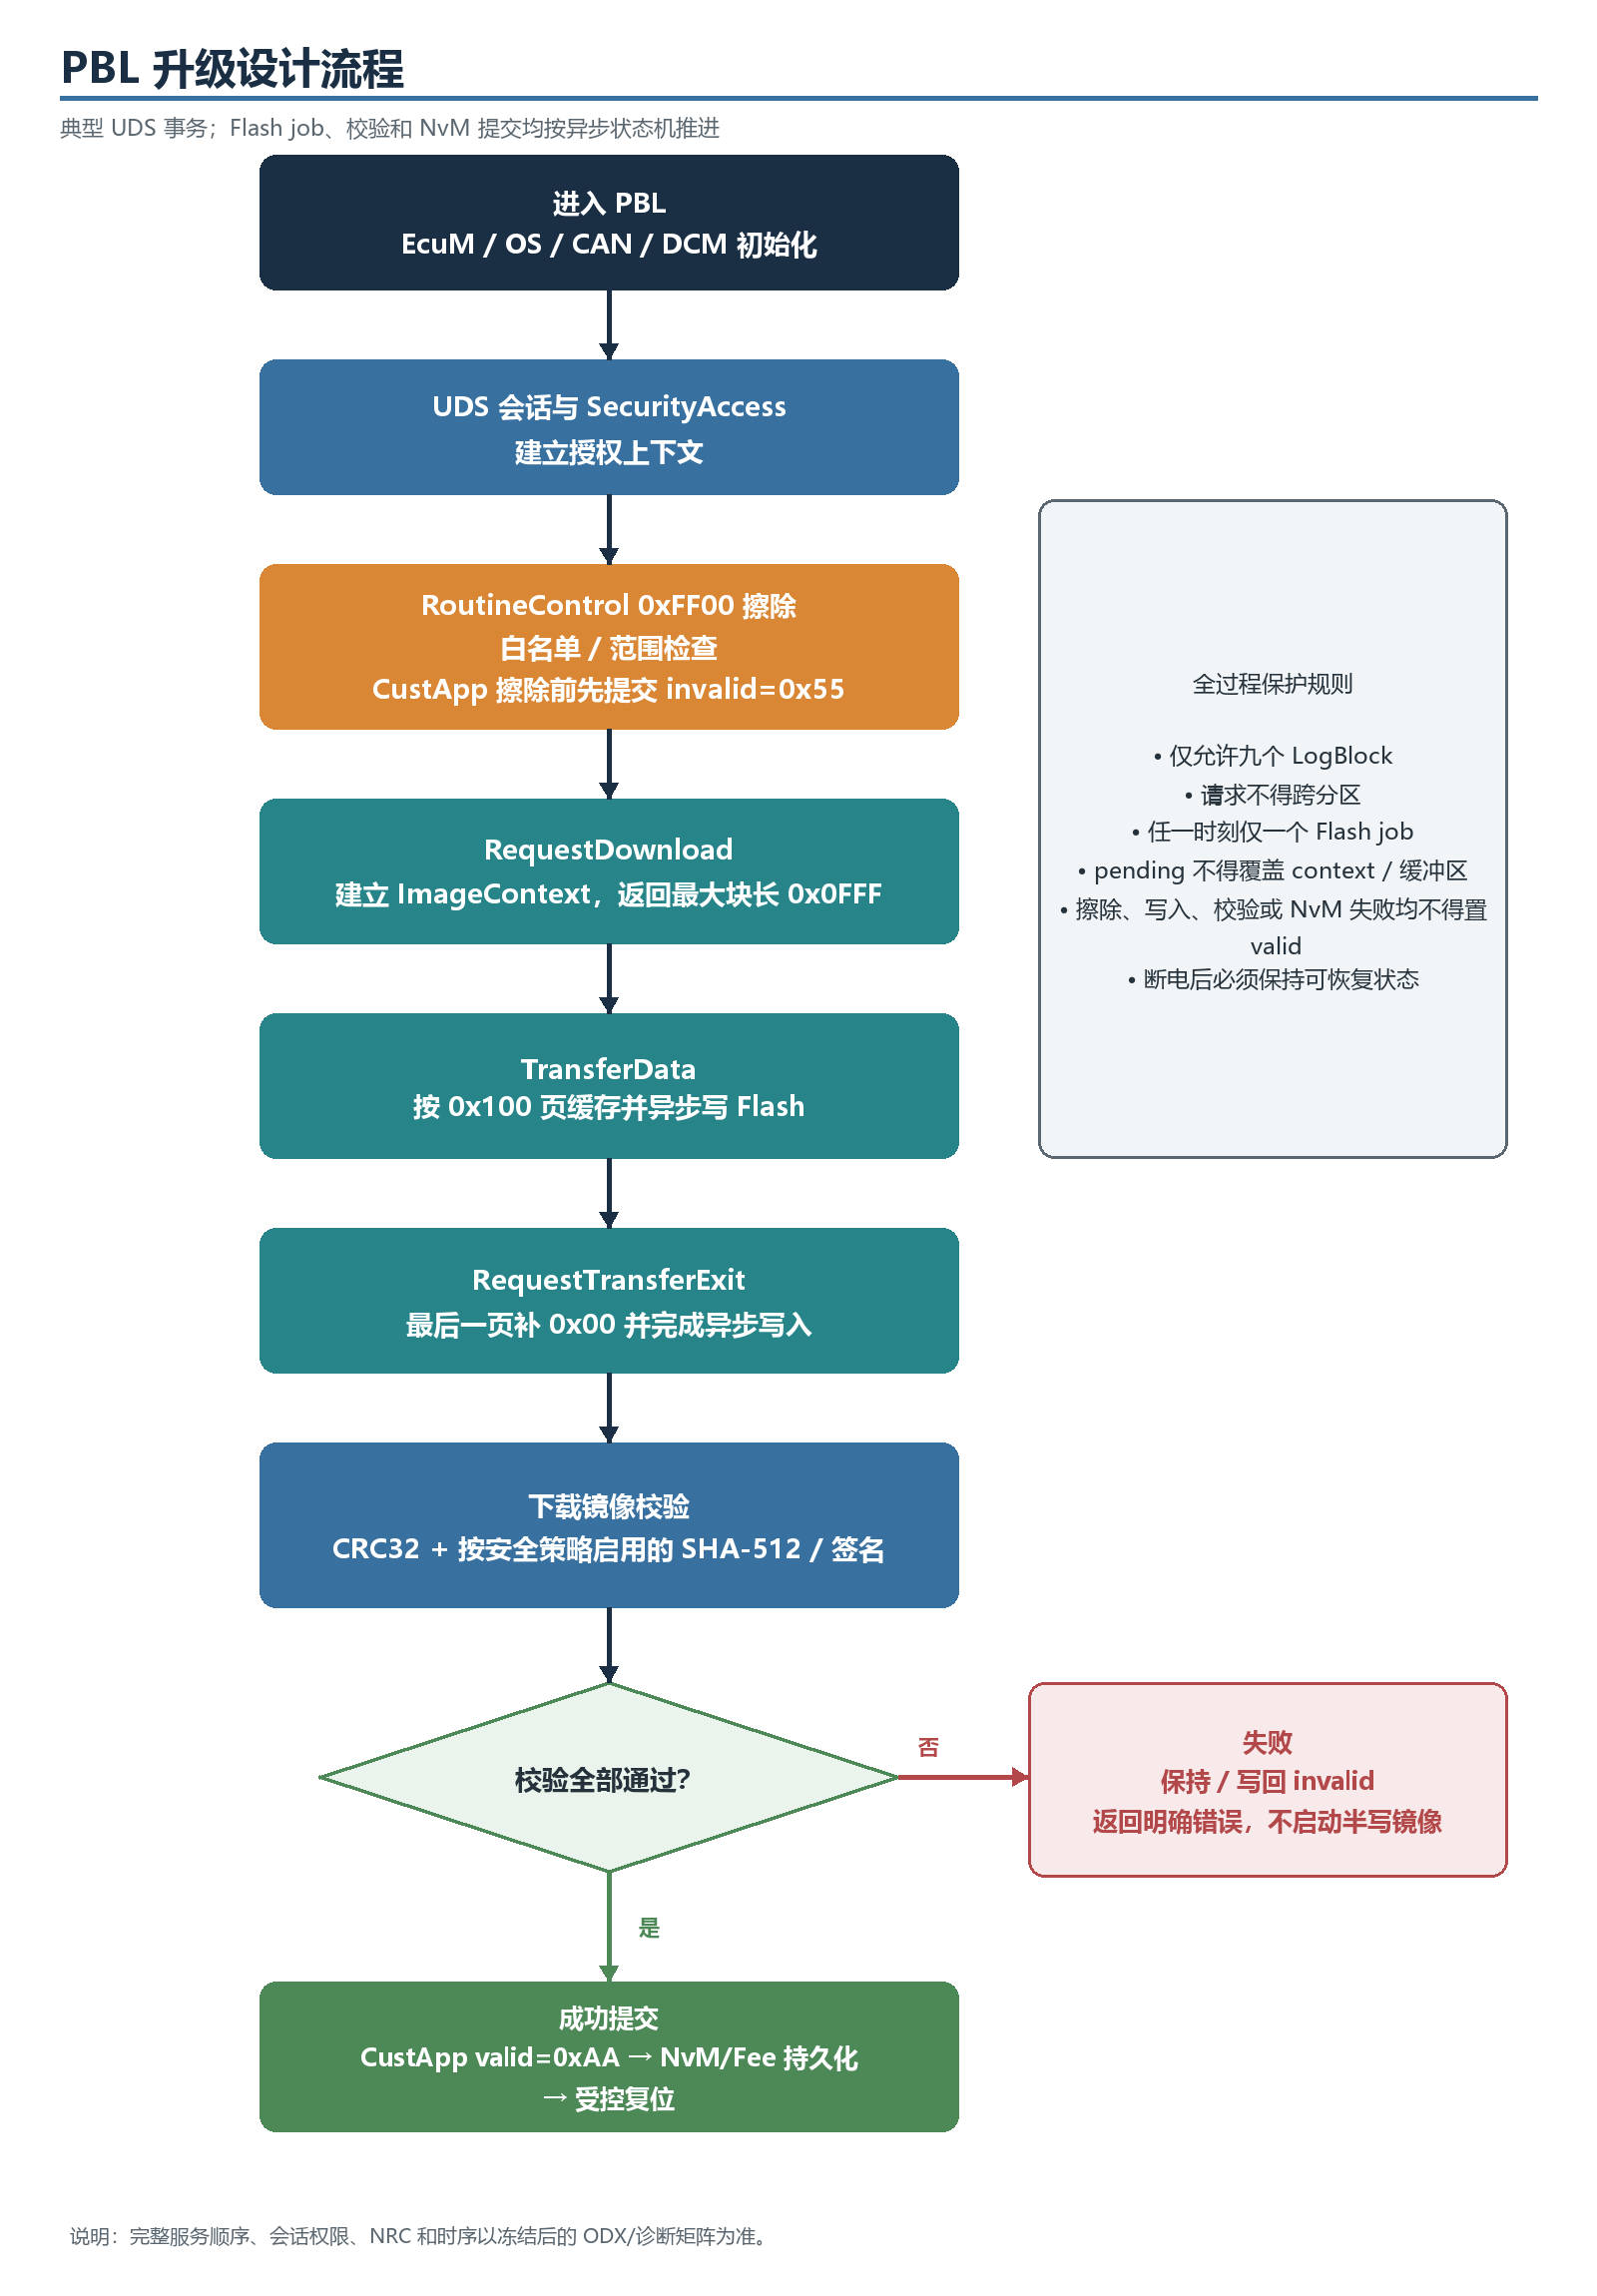 PBL 升级设计流程
典型 UDS 事务；Flash job、校验和 NvM 提交均按异步状态机推进
进入 PBL
EcuM / OS / CAN / DCM 初始化
UDS 会话与 SecurityAccess
建立授权上下文
RoutineControl 0xFF00 擦除
白名单 / 范围检查
CustApp 擦除前先提交 invalid=0x55
RequestDownload
建立 ImageContext，返回最大块长 0x0FFF
TransferData
按 0x100 页缓存并异步写 Flash
RequestTransferExit
最后一页补 0x00 并完成异步写入
下载镜像校验
CRC32 + 按安全策略启用的 SHA-512 / 签名
校验全部通过？
是
成功提交
CustApp valid=0xAA → NvM/Fee 持久化
→ 受控复位
否
失败
保持 / 写回 invalid
返回明确错误，不启动半写镜像
全过程保护规则
• 仅允许九个 LogBlock
• 请求不得跨分区
• 任一时刻仅一个 Flash job
• pending 不得覆盖 context / 缓冲区
• 擦除、写入、校验或 NvM 失败均不得置
valid
• 断电后必须保持可恢复状态
说明：完整服务顺序、会话权限、NRC 和时序以冻结后的 ODX/诊断矩阵为准。